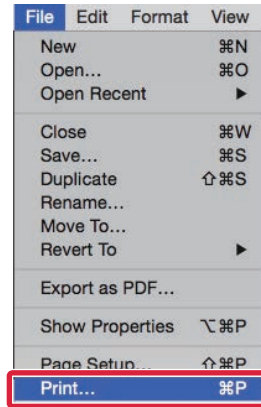 File Edit Format View
New ⌘N
Open... ⌘O
Open Recent ▶
Close ⌘W
Save... ⌘S
Duplicate ⇧⌘S
Rename...
Move To...
Revert To ▶
Export as PDF...
Show Properties ⌥⌘P
Page Setup... ⇧⌘P
Print... ⌘P